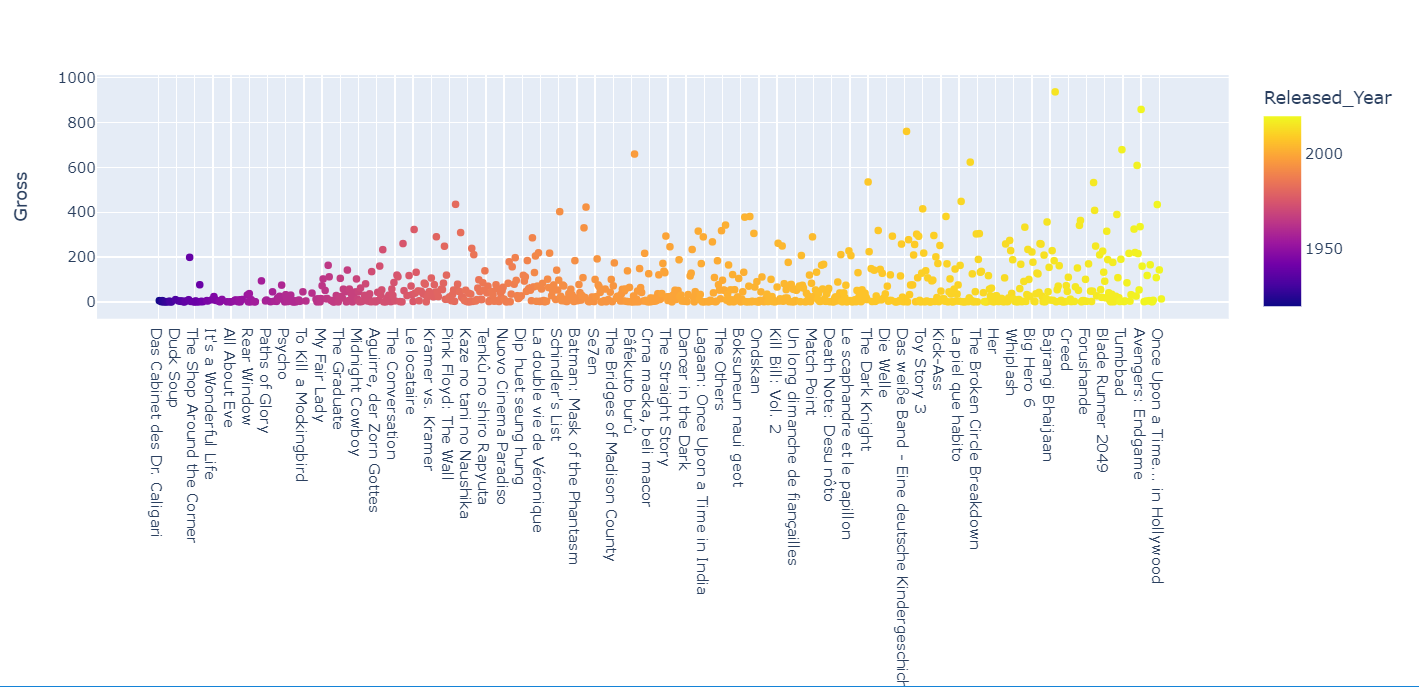 Released_Year
1000
800
600
400
200
0
Gross
2000
1950
Das Cabinet des Dr. Caligari
Duck Soup
The Shop Around the Corner
It's a Wonderful Life
All About Eve
Rear Window
Paths of Glory
Psycho
To Kill a Mockingbird
My Fair Lady
The Graduate
Midnight Cowboy
Aguirre, der Zorn Gottes
The Conversation
Le locataire
Kramer vs. Kramer
Pink Floyd: The Wall
Kaze no tani no Naushika
Tenkû no shiro Rapyuta
Nuovo Cinema Paradiso
Dip huet seung hung
La double vie de Véronique
Schindler's List
Batman: Mask of the Phantasm
Se7en
The Bridges of Madison County
Pâfekuto burû
Crna macka, beli macor
The Straight Story
Dancer in the Dark
Lagaan: Once Upon a Time in India
The Others
Boksuneun naui geot
Ondskan
Kill Bill: Vol. 2
Un long dimanche de fiançailles
Match Point
Death Note: Desu nôto
Le scaphandre et le papillon
The Dark Knight
Die Welle
Das weiße Band - Eine deutsche Kindergeschich
Toy Story 3
Kick-Ass
La piel que habito
The Broken Circle Breakdown
Her
Whiplash
Big Hero 6
Bajrangi Bhaijaan
Creed
Forushande
Blade Runner 2049
Tumbbad
Avengers: Endgame
Once Upon a Time... in Hollywood